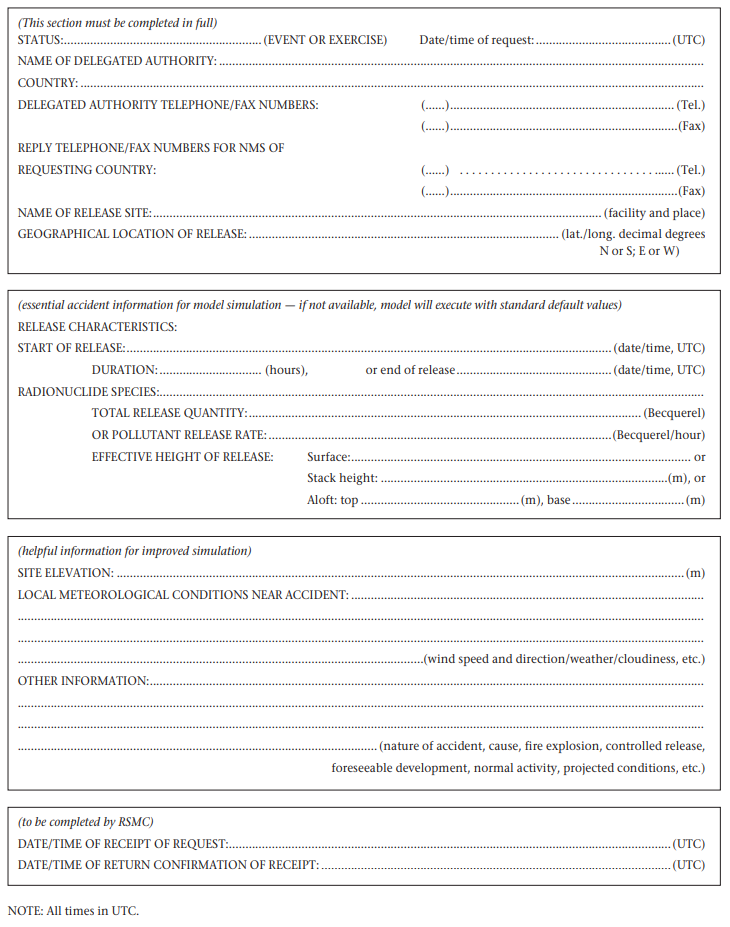 (This section must be completed in full)
STATUS:............................................................. (EVENT OR EXERCISE) Date/time of request: .......................................... (UTC)
NAME OF DELEGATED AUTHORITY: ......................................................................................................................................................
COUNTRY: ................................................................................................................................................................................................
DELEGATED AUTHORITY TELEPHONE/FAX NUMBERS: (......)...................................................................... (Tel.)
(......).......................................................................(Fax)
REPLY TELEPHONE/FAX NUMBERS FOR NMS OF
REQUESTING COUNTRY: (......) . . . . . . . . . . . . . . . . . . . . . . . . . . . . . . ...... (Tel.)
(......).......................................................................(Fax)
NAME OF RELEASE SITE: ........................................................................................................................................... (facility and place)
GEOGRAPHICAL LOCATION OF RELEASE: ................................................................................................ (lat./long. decimal degrees
N or S; E or W)
(essential accident information for model simulation — if not available, model will execute with standard default values)
RELEASE CHARACTERISTICS:
START OF RELEASE: ...................................................................................................................................................... (date/time, UTC)
DURATION: ................................ (hours), or end of release ................................................ (date/time, UTC)
RADIONUCLIDE SPECIES:.........................................................................................................................................................................
TOTAL RELEASE QUANTITY: ......................................................................................................................... (Becquerel)
OR POLLUTANT RELEASE RATE: ..........................................................................................................(Becquerel/hour)
EFFECTIVE HEIGHT OF RELEASE: Surface:......................................................................................................... or
Stack height: .........................................................................................(m), or
Aloft: top ................................................. (m), base ...................................(m)
(helpful information for improved simulation)
SITE ELEVATION: ................................................................................................................................................................................ (m)
LOCAL METEOROLOGICAL CONDITIONS NEAR ACCIDENT: .............................................................................................................
....................................................................................................................................................................................................................
....................................................................................................................................................................................................................
...............................................................................................................................(wind speed and direction/weather/cloudiness, etc.)
OTHER INFORMATION:............................................................................................................................................................................
....................................................................................................................................................................................................................
....................................................................................................................................................................................................................
................................................................................................................ (nature of accident, cause, fire explosion, controlled release,
foreseeable development, normal activity, projected conditions, etc.)
(to be completed by RSMC)
DATE/TIME OF RECEIPT OF REQUEST:......................................................................................................................................... (UTC)
DATE/TIME OF RETURN CONFIRMATION OF RECEIPT: ............................................................................................................. (UTC)
NOTE: All times in UTC.